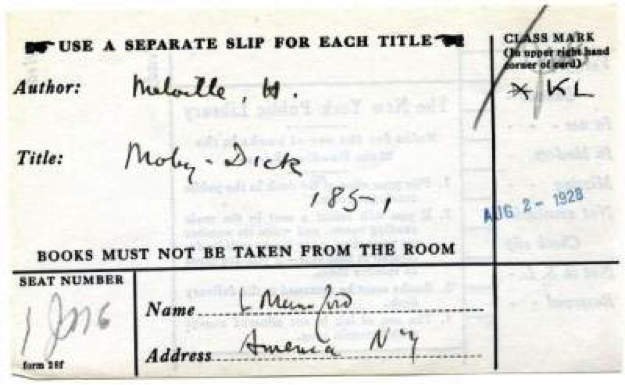 USE A SEPARATE SLIP FOR EACH TITLE
CLASS MARK
(In upper right hand
corner of card)
Author: Melville, H.
* KL
Title: Moby-Dick
1851
AUG 2 - 1928
BOOKS MUST NOT BE TAKEN FROM THE ROOM
SEAT NUMBER
Name L Mumford
Address Amenia NY
form 28f